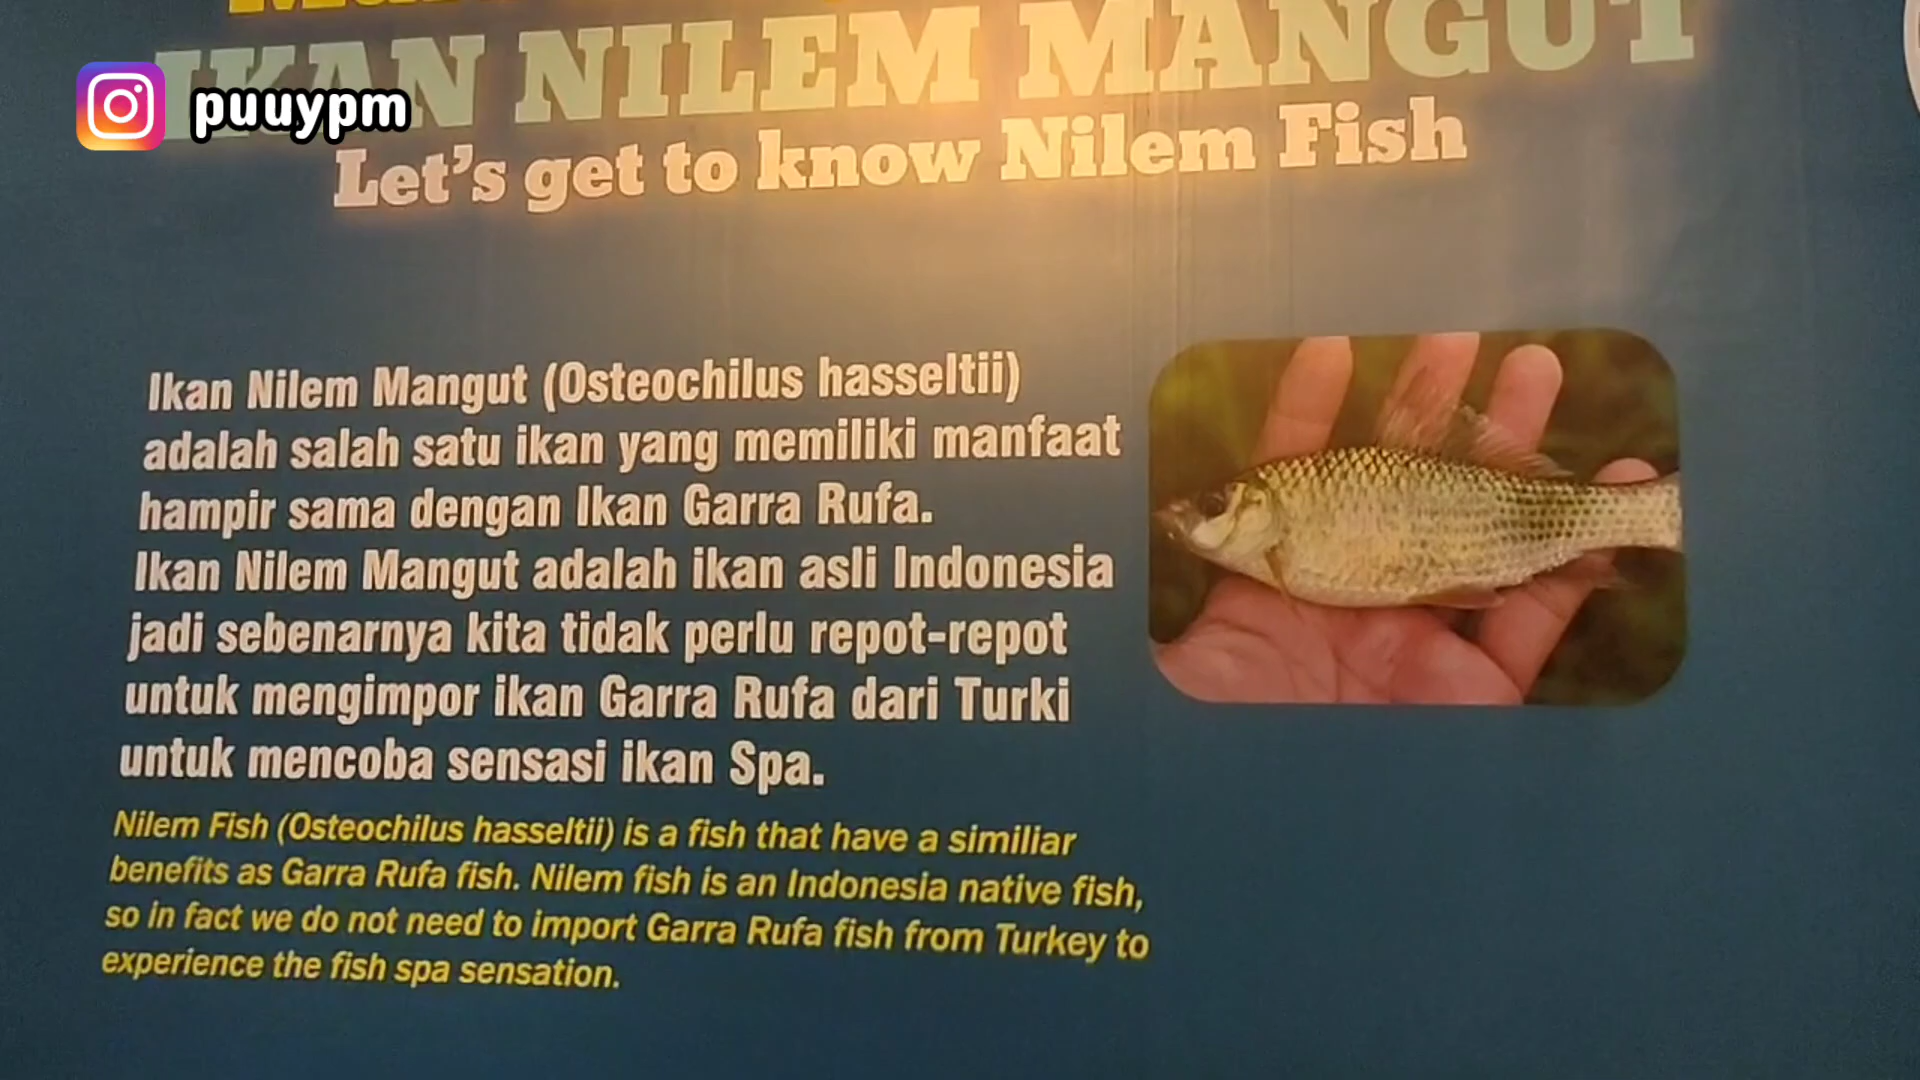 IKAN NILEM MANGUT
puuypm
Let's get to know Nilem Fish
Ikan Nilem Mangut (Osteochilus hasseltii)
adalah salah satu ikan yang memiliki manfaat
hampir sama dengan Ikan Garra Rufa.
Ikan Nilem Mangut adalah ikan asli Indonesia
jadi sebenarnya kita tidak perlu repot-repot
untuk mengimpor ikan Garra Rufa dari Turki
untuk mencoba sensasi ikan Spa.
Nilem Fish (Osteochilus hasseltii) is a fish that have a similiar
benefits as Garra Rufa fish. Nilem fish is an Indonesia native fish,
so in fact we do not need to import Garra Rufa fish from Turkey to
experience the fish spa sensation.